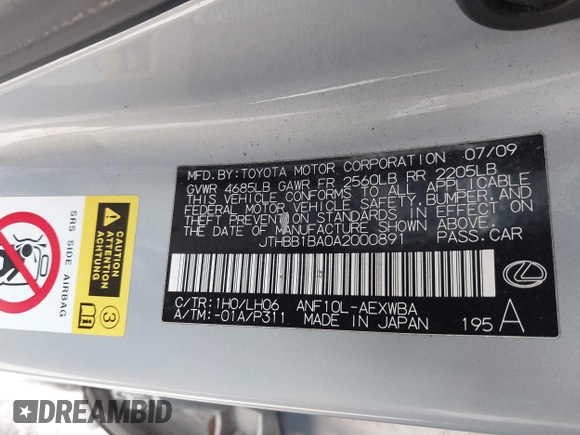 MFD.BY:TOYOTA MOTOR CORPORATION 07/09
GVWR 4685LB GAWR FR 2560LB RR 2205LB
THIS VEHICLE CONFORMS TO ALL APPLICABLE
FEDERAL MOTOR VEHICLE SAFETY,BUMPER, AND
THEFT PREVENTION STANDARDS IN EFFECT ON
THE DATE OF MANUFACTURE SHOWN ABOVE.
JTHBB1BA0A2000891 PASS.CAR
C/TR:1H0/LH06 ANF10L-AEXWBA
A/TM:-01A/P311 MADE IN JAPAN 195 A
SRS SIDE AIRBAG
3
DREAMBID